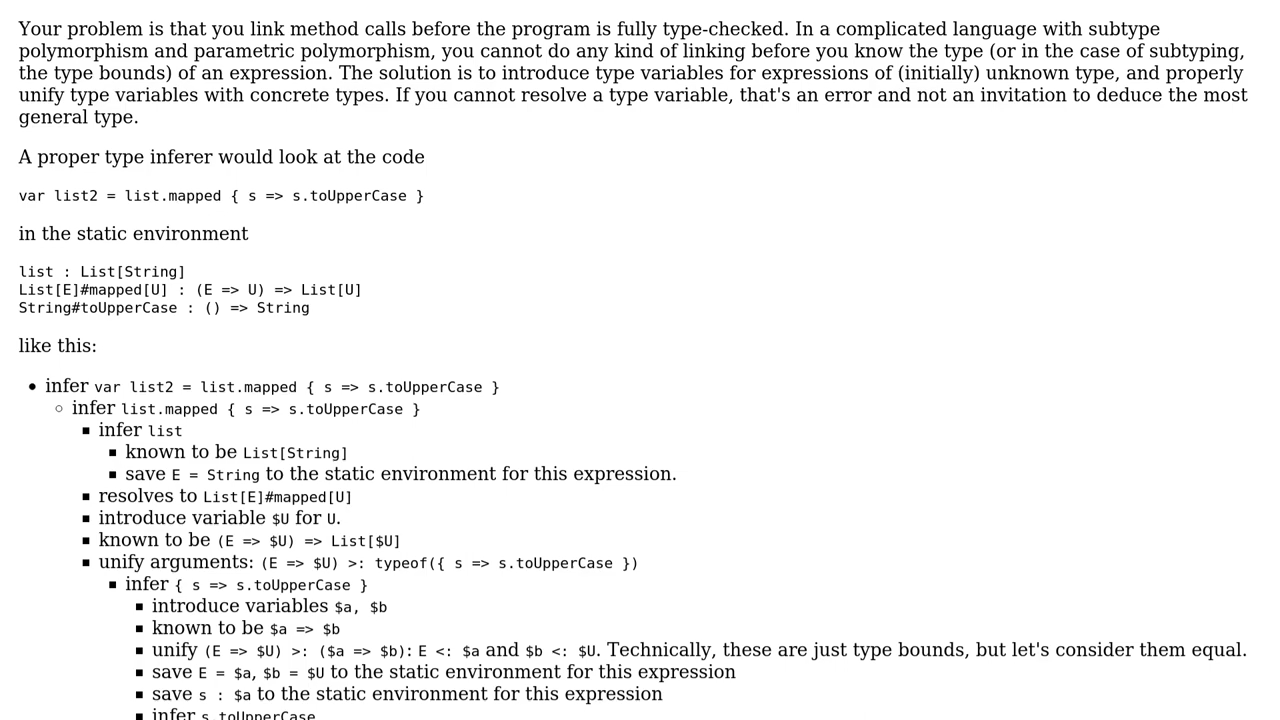 Your problem is that you link method calls before the program is fully type-checked. In a complicated language with subtype
polymorphism and parametric polymorphism, you cannot do any kind of linking before you know the type (or in the case of subtyping,
the type bounds) of an expression. The solution is to introduce type variables for expressions of (initially) unknown type, and properly
unify type variables with concrete types. If you cannot resolve a type variable, that's an error and not an invitation to deduce the most
general type.
A proper type inferer would look at the code
var list2 = list.mapped { s => s.toUpperCase }
in the static environment
list : List[String]
List[E]#mapped[U] : (E => U) => List[U]
String#toUpperCase : () => String
like this:
• infer var list2 = list.mapped { s => s.toUpperCase }
◦ infer list.mapped { s => s.toUpperCase }
▪ infer list
▪ known to be List[String]
▪ save E = String to the static environment for this expression.
▪ resolves to List[E]#mapped[U]
▪ introduce variable $U for U.
▪ known to be (E => $U) => List[$U]
▪ unify arguments: (E => $U) >: typeof({ s => s.toUpperCase })
▪ infer { s => s.toUpperCase }
▪ introduce variables $a, $b
▪ known to be $a => $b
▪ unify (E => $U) >: ($a => $b): E <: $a and $b <: $U. Technically, these are just type bounds, but let's consider them equal.
▪ save E = $a, $b = $U to the static environment for this expression
▪ save s : $a to the static environment for this expression
▪ infer s.toUpperCase